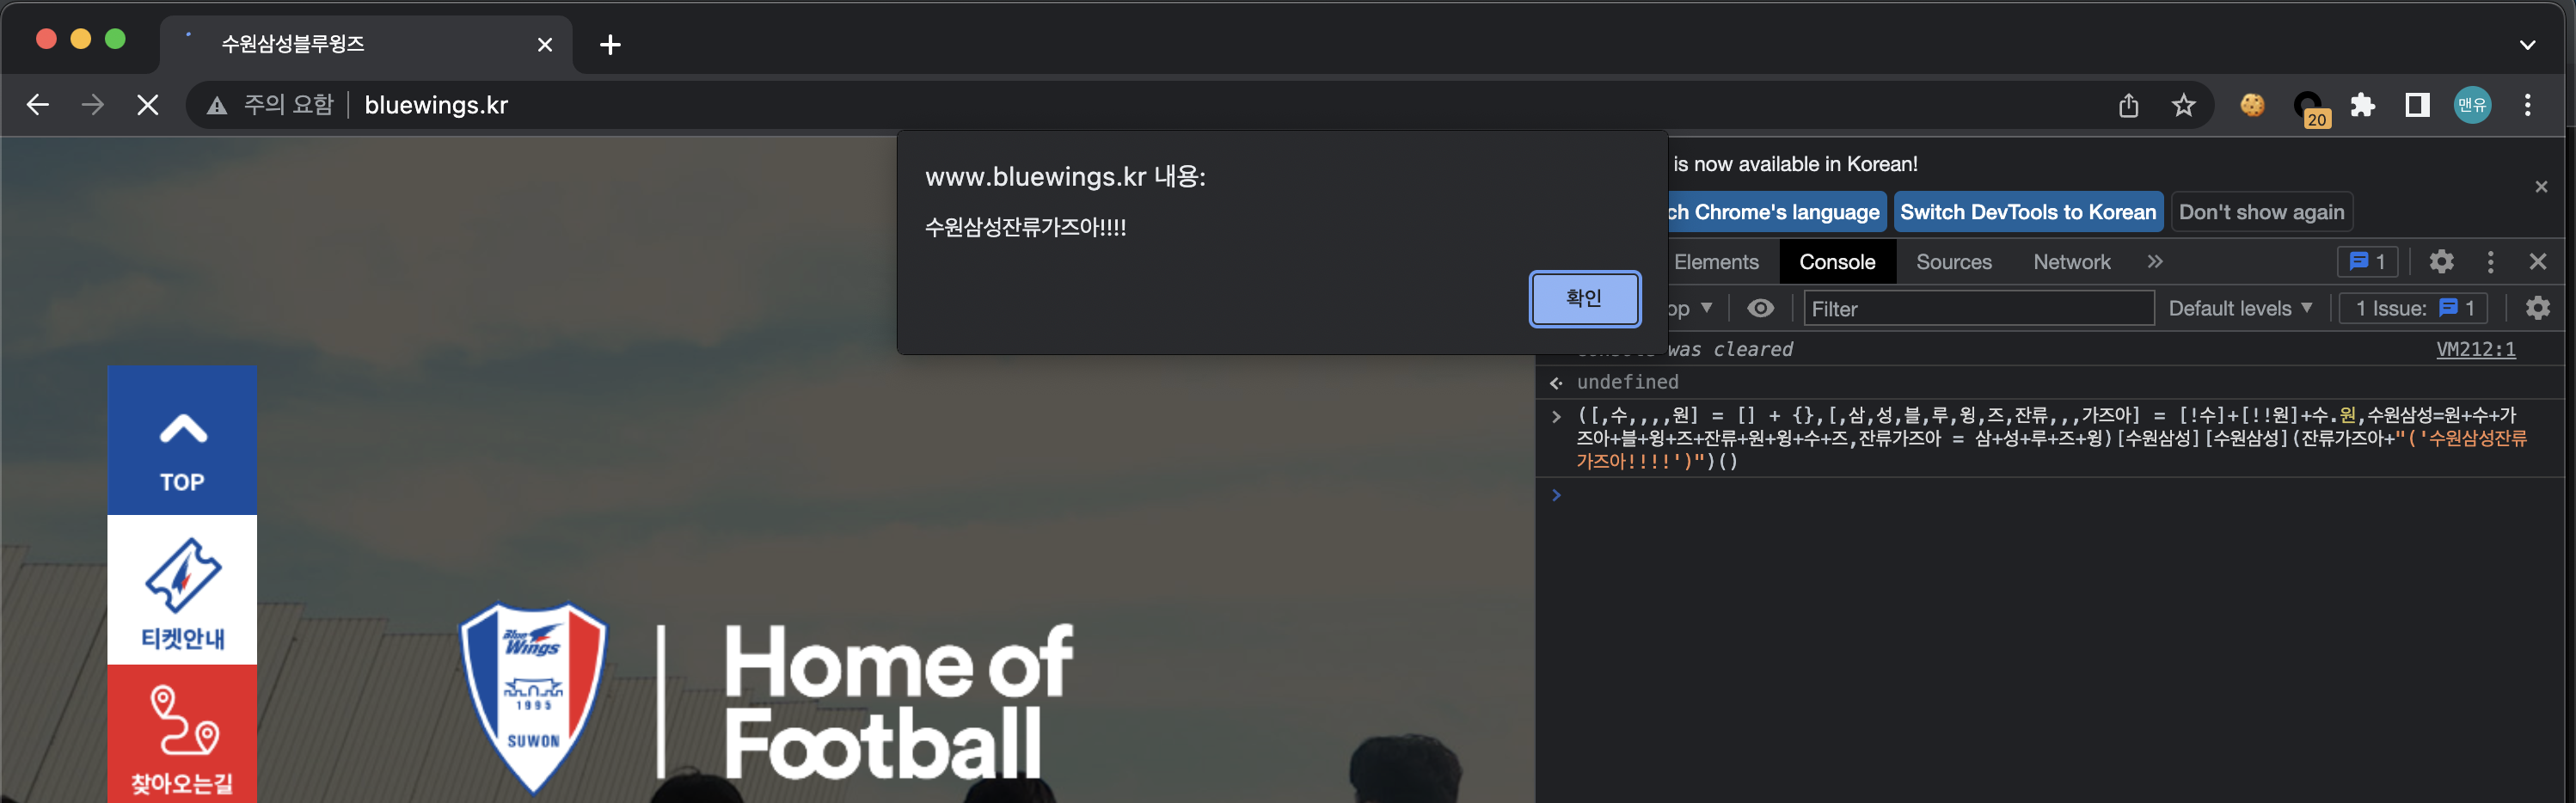 수원삼성블루윙즈
주의 요함 bluewings.kr
20
맨유
www.bluewings.kr 내용:
수원삼성잔류가즈아!!!!
확인
is now available in Korean!
ch Chrome's language Switch DevTools to Korean Don't show again
Elements Console Sources Network 1
op Filter Default levels 1 Issue: 1
was cleared VM212:1
undefined
([,수,,,,원] = [] + {},[,삼,성,블,루,윙,즈,잔류,,,가즈아] = [!수]+[!!원]+수.원,수원삼성=원+수+가
즈아+블+윙+즈+잔류+원+윙+수+즈,잔류가즈아 = 삼+성+루+즈+윙)[수원삼성][수원삼성](잔류가즈아+"('수원삼성잔류
가즈아!!!!')")()
TOP
티켓안내
찾아오는길
Blue
Wings
1995
SUWON
Home of
Football